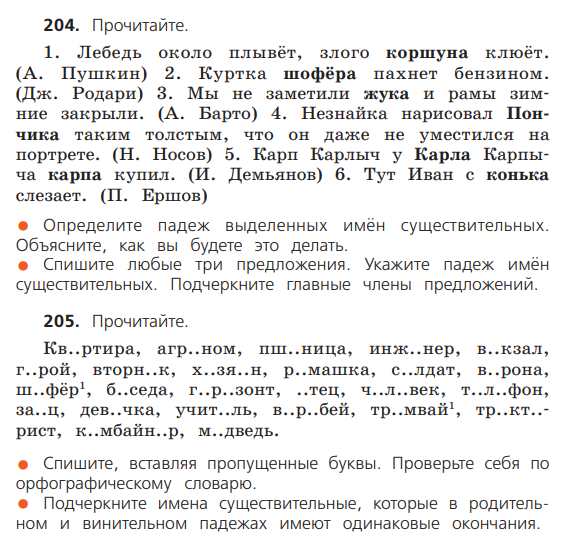 204. Прочитайте.
1. Лебедь около плывёт, злого коршуна клюёт.
(А. Пушкин) 2. Куртка шофёра пахнет бензином.
(Дж. Родари) 3. Мы не заметили жука и рамы зим-
ние закрыли. (А. Барто) 4. Незнайка нарисовал Пон-
чика таким толстым, что он даже не уместился на
портрете. (Н. Носов) 5. Карп Карлыч у Карла Карпы-
ча карпа купил. (И. Демьянов) 6. Тут Иван с конька
слезает. (П. Ершов)
● Определите падеж выделенных имён существительных.
Объясните, как вы будете это делать.
● Спишите любые три предложения. Укажите падеж имён
существительных. Подчеркните главные члены предложений.
205. Прочитайте.
Кв..ртира, агр..ном, пш..ница, инж..нер, в..кзал,
г..рой, вторн..к, х..зя..н, р..машка, с..лдат, в..рона,
ш..фёр¹, б..седа, г..р..зонт, ..тец, ч..л..век, т..л..фон,
за..ц, дев..чка, учит..ль, в..р..бей, тр..мвай¹, тр..кт..-
рист, к..мбайн..р, м..дведь.
● Спишите, вставляя пропущенные буквы. Проверьте себя по
орфографическому словарю.
● Подчеркните имена существительные, которые в родитель-
ном и винительном падежах имеют одинаковые окончания.